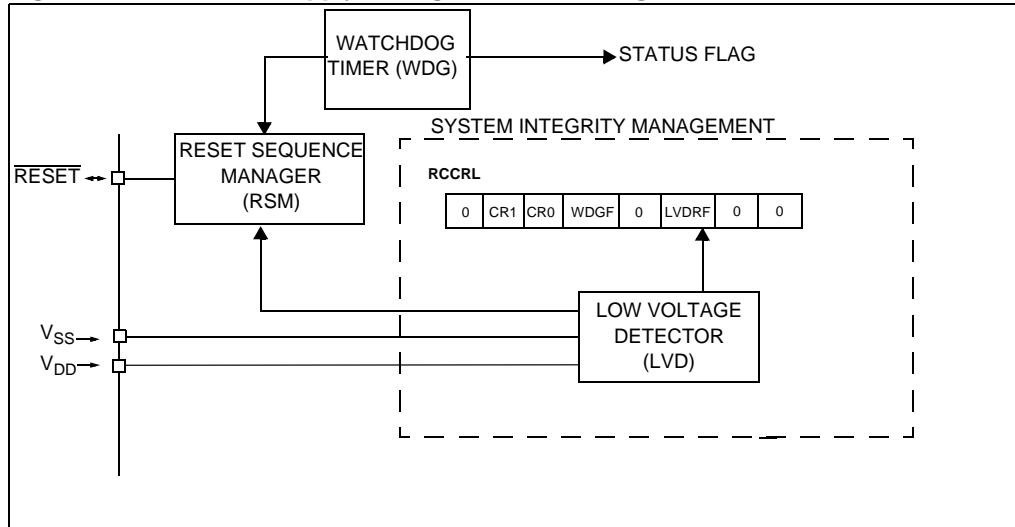 WATCHDOG
TIMER (WDG)
STATUS FLAG
SYSTEM INTEGRITY MANAGEMENT
RESET SEQUENCE
MANAGER
(RSM)
RESET
RCCRL
0 CR1 CR0 WDGF 0 LVDRF 0 0
LOW VOLTAGE
DETECTOR
(LVD)
VSS
VDD